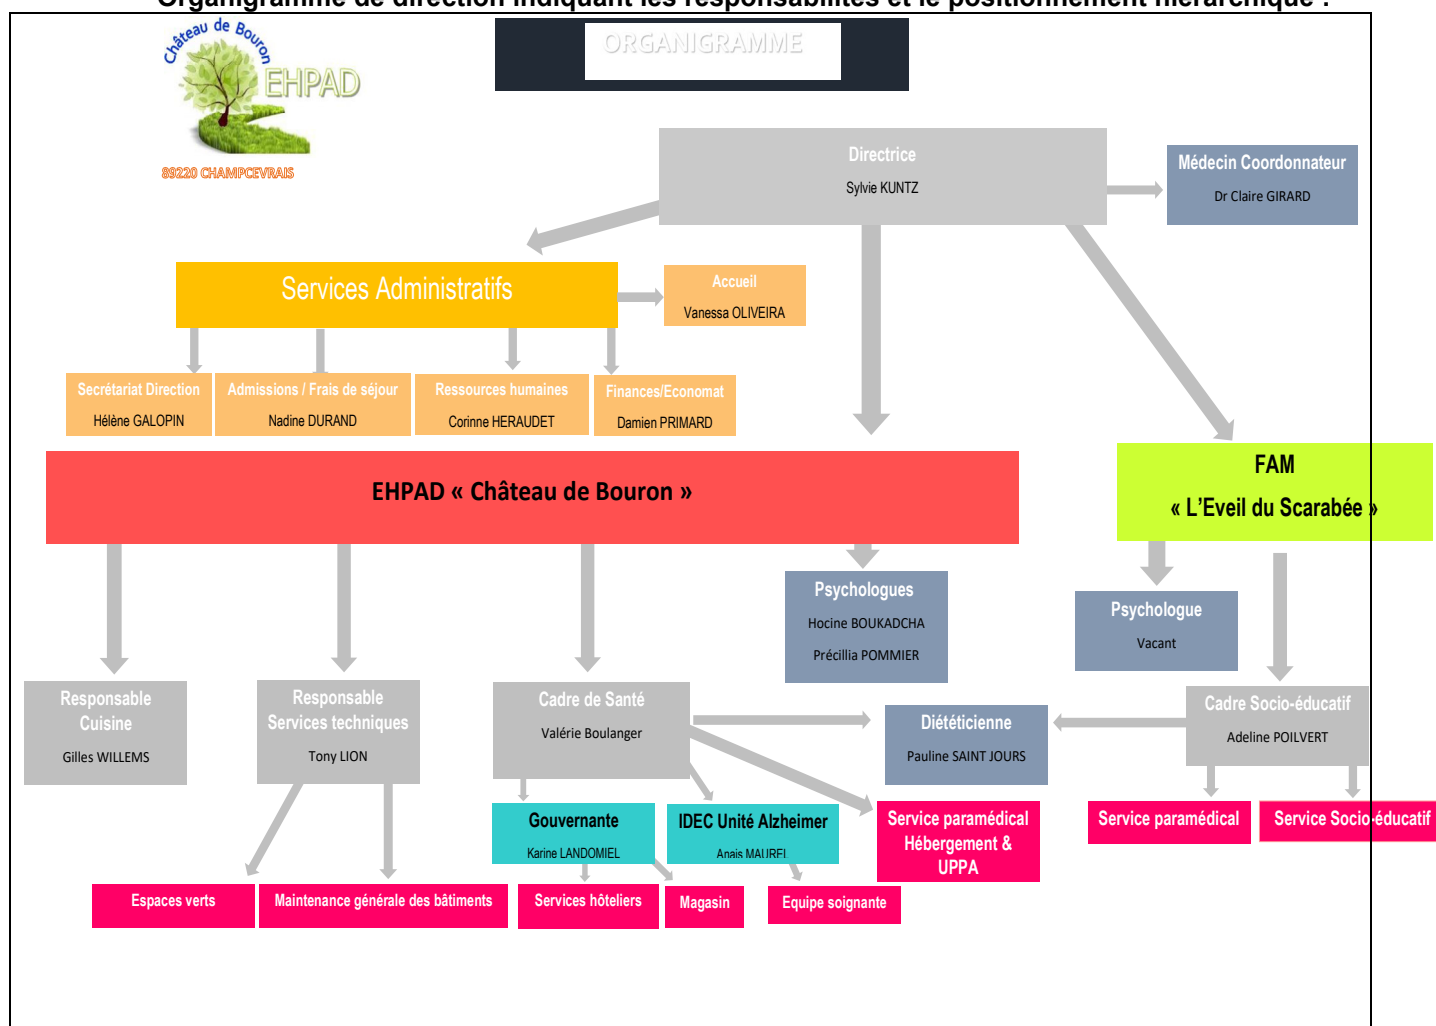 Organigramme de direction indiquant les responsabilités et le positionnement hiérarchique :
Château de Bouron
EHPAD
89220 CHAMPCEVRAIS
ORGANIGRAMME
Directrice
Sylvie KUNTZ
Médecin Coordonnateur
Dr Claire GIRARD
Services Administratifs
Accueil
Vanessa OLIVEIRA
Secrétariat Direction
Hélène GALOPIN
Admissions / Frais de séjour
Nadine DURAND
Ressources humaines
Corinne HERAUDET
Finances/Economat
Damien PRIMARD
EHPAD « Château de Bouron »
FAM
« L'Eveil du Scarabée »
Psychologues
Hocine BOUKADCHA
Précillia POMMIER
Psychologue
Vacant
Responsable
Cuisine
Gilles WILLEMS
Responsable
Services techniques
Tony LION
Cadre de Santé
Valérie Boulanger
Diététicienne
Pauline SAINT JOURS
Cadre Socio-éducatif
Adeline POILVERT
Gouvernante
Karine LANDOMIEL
IDEC Unité Alzheimer
Anais MAUREL
Service paramédical
Hébergement &
UPPA
Service paramédical
Service Socio-éducatif
Espaces verts
Maintenance générale des bâtiments
Services hôteliers
Magasin
Equipe soignante